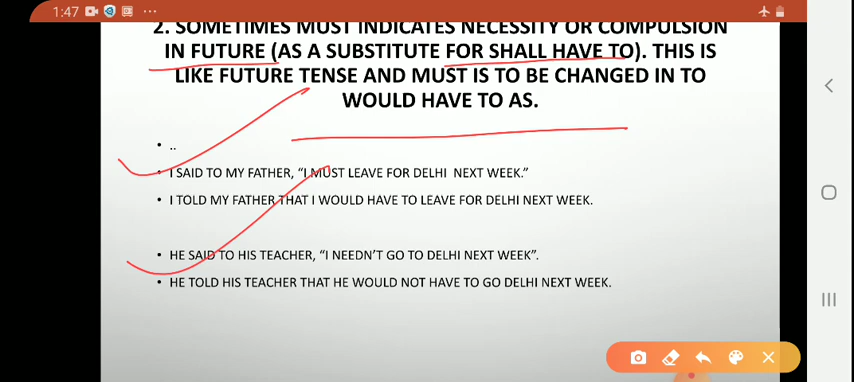 1:47
2. SOMETIMES MUST INDICATES NECESSITY OR COMPULSION
IN FUTURE (AS A SUBSTITUTE FOR SHALL HAVE TO). THIS IS
LIKE FUTURE TENSE AND MUST IS TO BE CHANGED IN TO
WOULD HAVE TO AS.
• ..
• I SAID TO MY FATHER, “I MUST LEAVE FOR DELHI NEXT WEEK.”
• I TOLD MY FATHER THAT I WOULD HAVE TO LEAVE FOR DELHI NEXT WEEK.
• HE SAID TO HIS TEACHER, “I NEEDN’T GO TO DELHI NEXT WEEK”.
• HE TOLD HIS TEACHER THAT HE WOULD NOT HAVE TO GO DELHI NEXT WEEK.